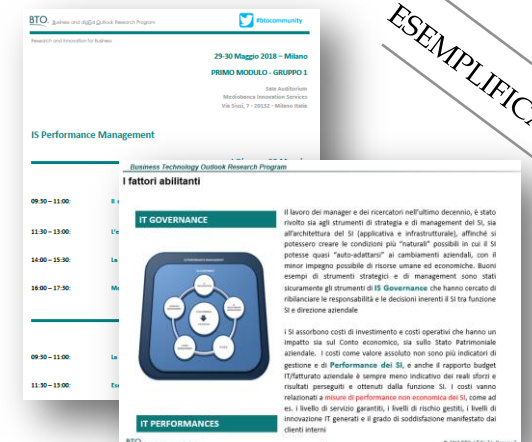 BTO. Business and digital Outlook Research Program
#btocommunity
Research and Innovation for Business
29-30 Maggio 2018 – Milano
PRIMO MODULO - GRUPPO 1
Sale Auditorium
Mediobanca Innovation Services
Via Siusi, 7 - 20132 - Milano Italia
IS Performance Management
09:30 – 11:00:
11:30 – 13:00:
14:00 – 15:30:
16:00 – 17:30:
09:30 – 11:00:
11:30 – 13:00:
ESEMPLIFICA
Business Technology Outlook Research Program
I fattori abilitanti
IT GOVERNANCE
Il lavoro dei manager e dei ricercatori nell'ultimo decennio, è stato
rivolto sia agli strumenti di strategia e di management del SI, sia
all'architettura del SI (applicativa e infrastrutturale), affinché si
potessero creare le condizioni più "naturali" possibili in cui il SI
potesse quasi "auto-adattarsi" ai cambiamenti aziendali, con il
minor impegno possibile di risorse umane ed economiche. Buoni
esempi di strumenti strategici e di management sono stati
sicuramente gli strumenti di IS Governance che hanno cercato di
ribilanciare le responsabilità e le decisioni inerenti il SI tra funzione
SI e direzione aziendale
i SI assorbono costi di investimento e costi operativi che hanno un
impatto sia sul Conto economico, sia sullo Stato Patrimoniale
aziendale. I costi come valore assoluto non sono più indicatori di
gestione e di Performance dei SI, e anche il rapporto budget
IT/fatturato aziendale è sempre meno indicativo dei reali sforzi e
risultati perseguiti e ottenuti dalla funzione SI. I costi vanno
relazionati a misure di performance non economica dei SI, come ad
es. i livello di servizio garantiti, i livelli di rischio gestiti, i livelli di
innovazione IT generati e il grado di soddisfazione manifestato dai
clienti interni
IT PERFORMANCES
BTO